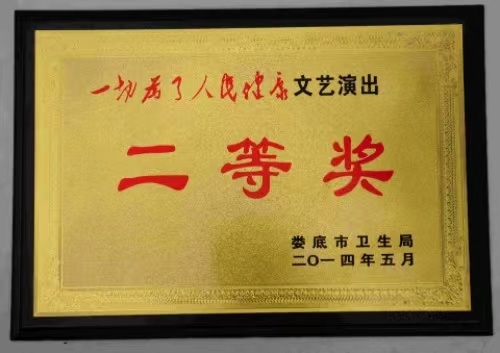 一切为了人民健康文艺演出
二等奖
娄底市卫生局
二〇一四年五月